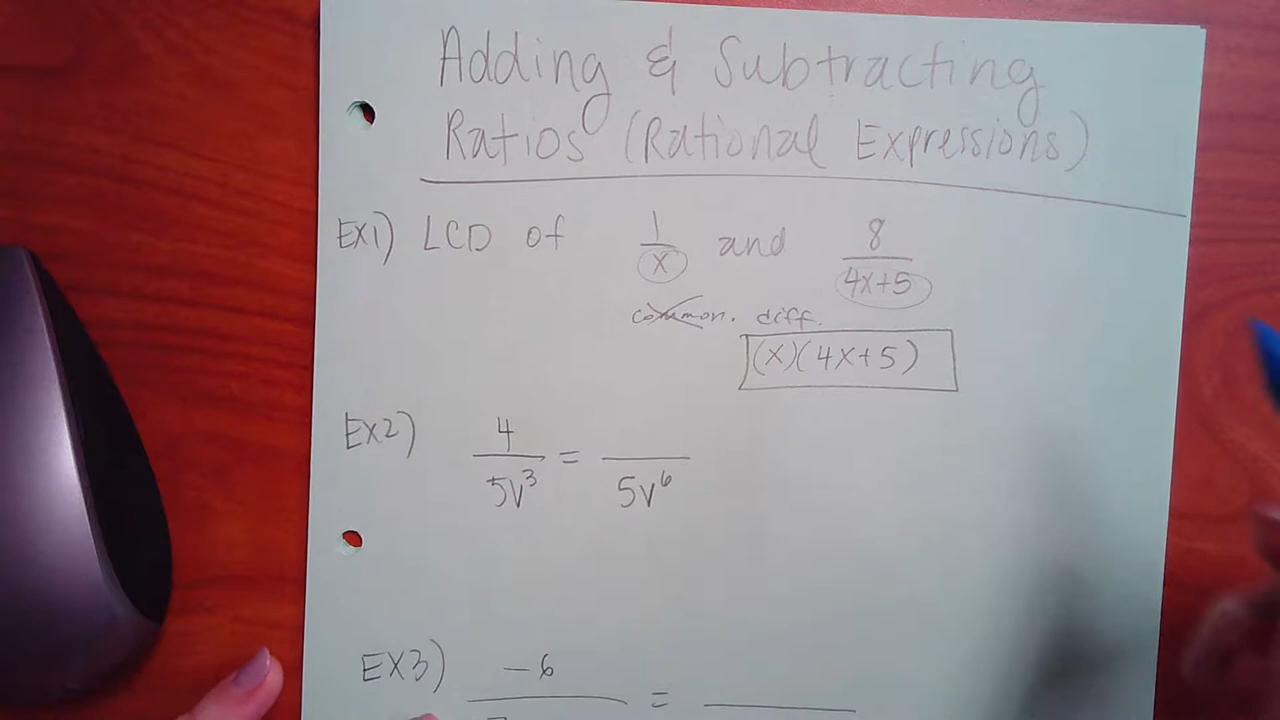 Adding & Subtracting
Ratios (Rational Expressions)
EX1) LCD of 1/x and 8/4x+5
common. diff.
(x)(4x+5)
EX2) 4/5v³ = /5v⁶
EX3) -6 =